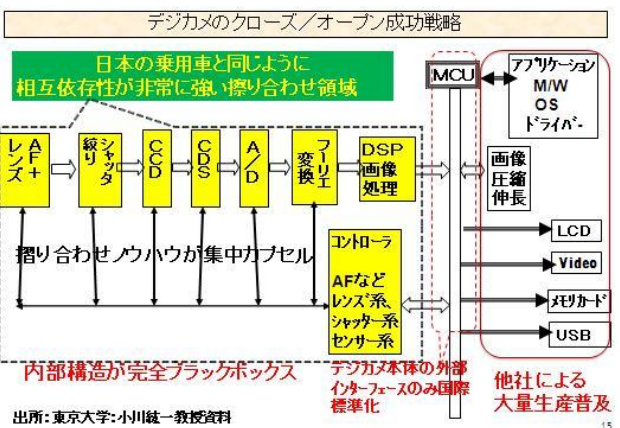 デジカメのクローズ／オープン成功戦略
日本の乗用車と同じように
相互依存性が非常に強い擦り合わせ領域
AF+
レンズ
シャッタ
絞り
CCD
CDS
A/D
フーリエ
変換
DSP
画像
処理
MCU
アプリケーション
M/W
OS
ドライバー
画像
圧縮
伸長
LCD
Video
メモリカード
USB
摺り合わせノウハウが集中カプセル
コントローラ
AFなど
レンズ系、
シャッター系
センサー系
内部構造が完全ブラックボックス
デジカメ本体の外部
インターフェースのみ国際
標準化
他社による
大量生産普及
出所：東京大学：小川紘一教授資料
15